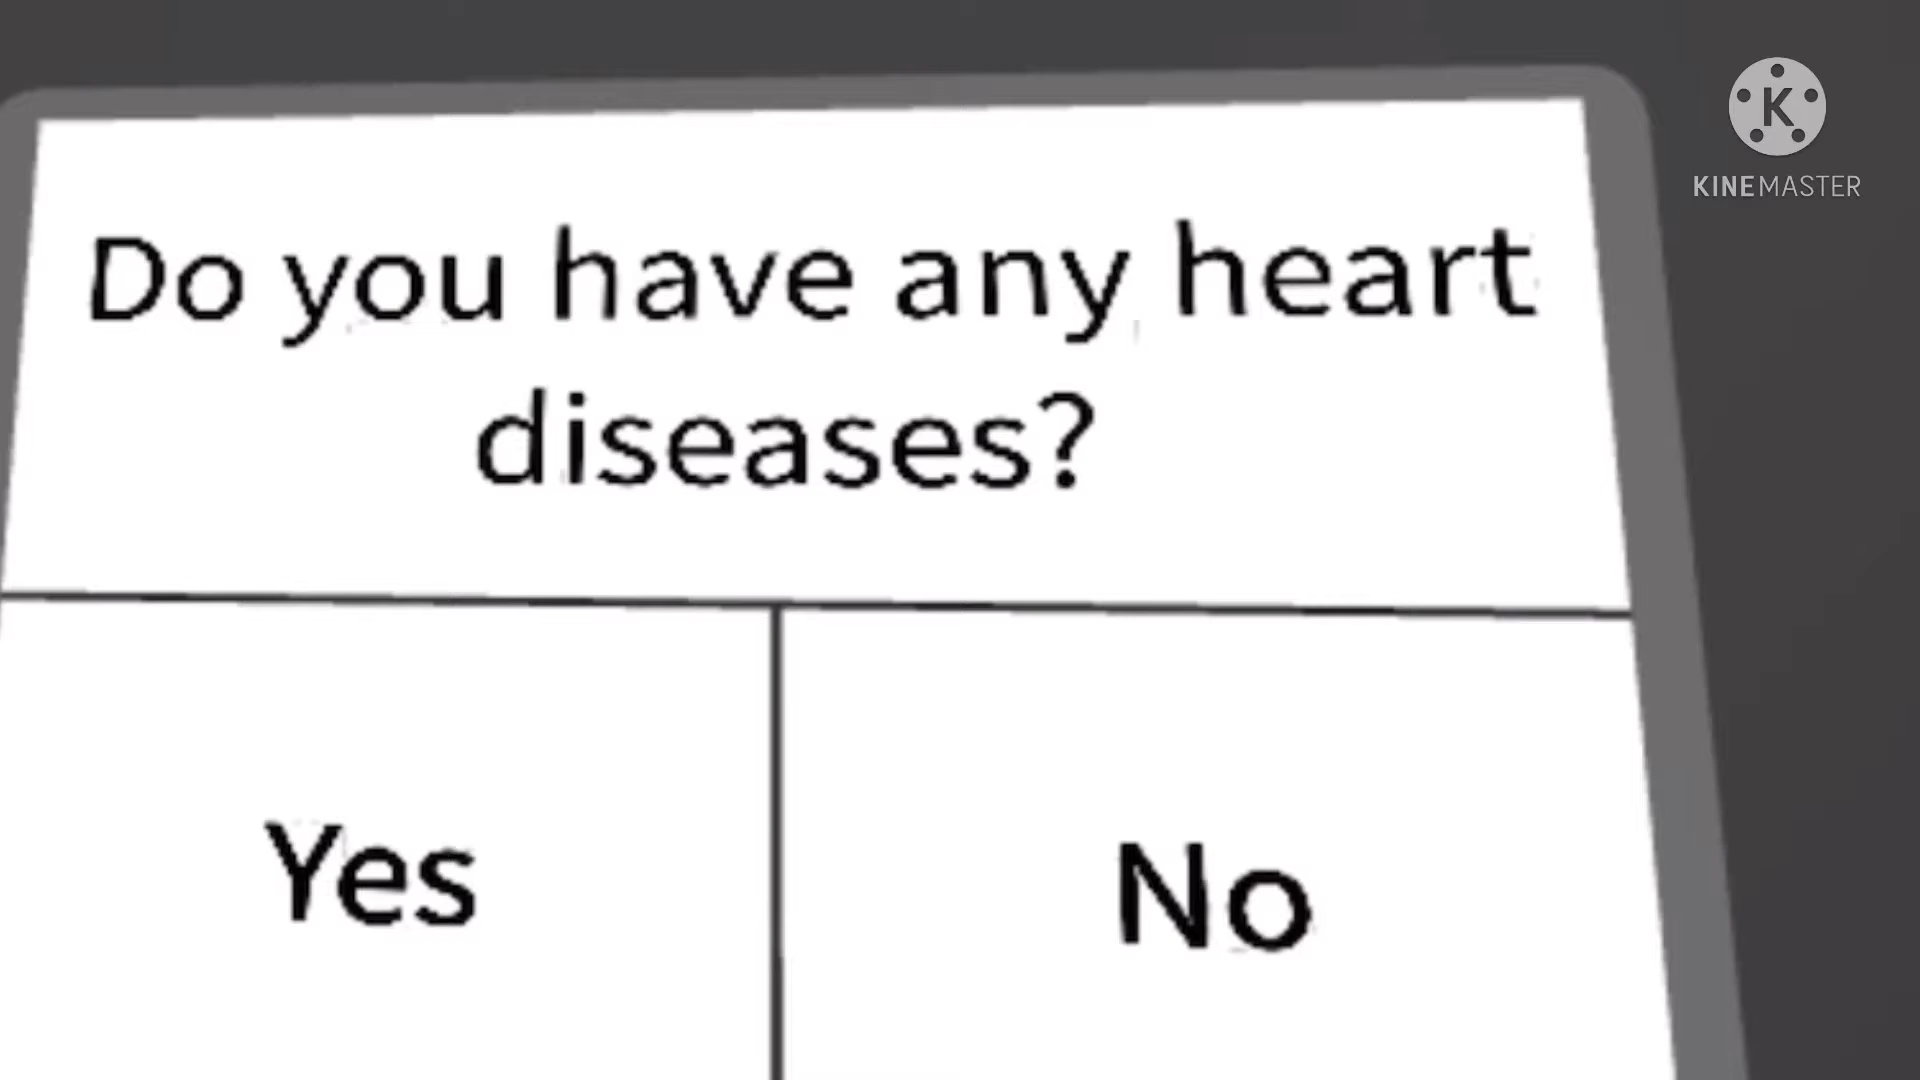 Do you have any heart
diseases?
Yes
No
K
KINEMASTER